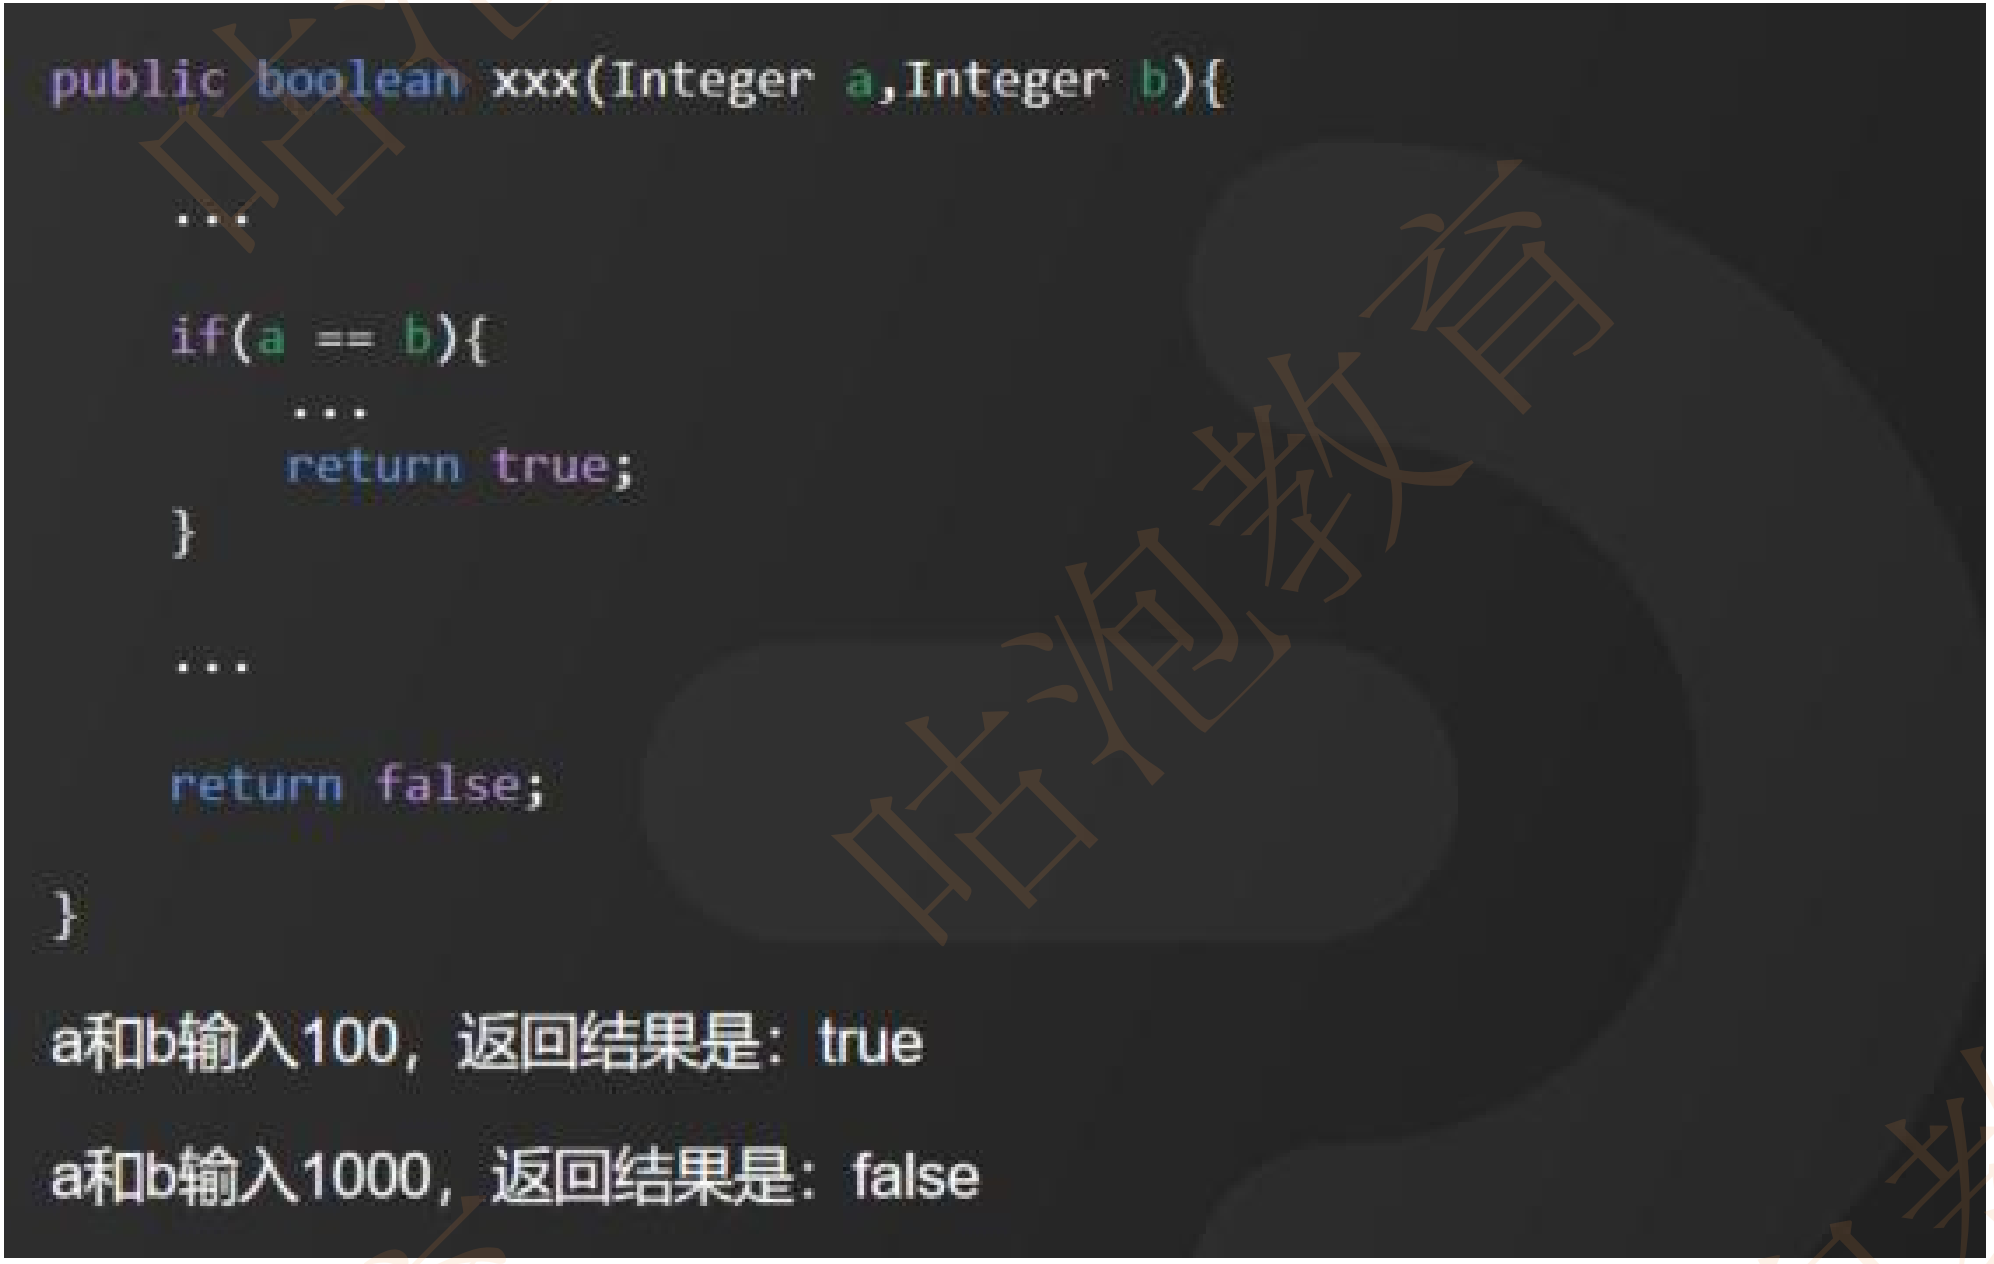 public boolean xxx(Integer a,Integer b){
...
if(a == b){
...
return true;
}
...
return false;
}
a和b输入100，返回结果是：true
a和b输入1000，返回结果是：false
咕泡教育